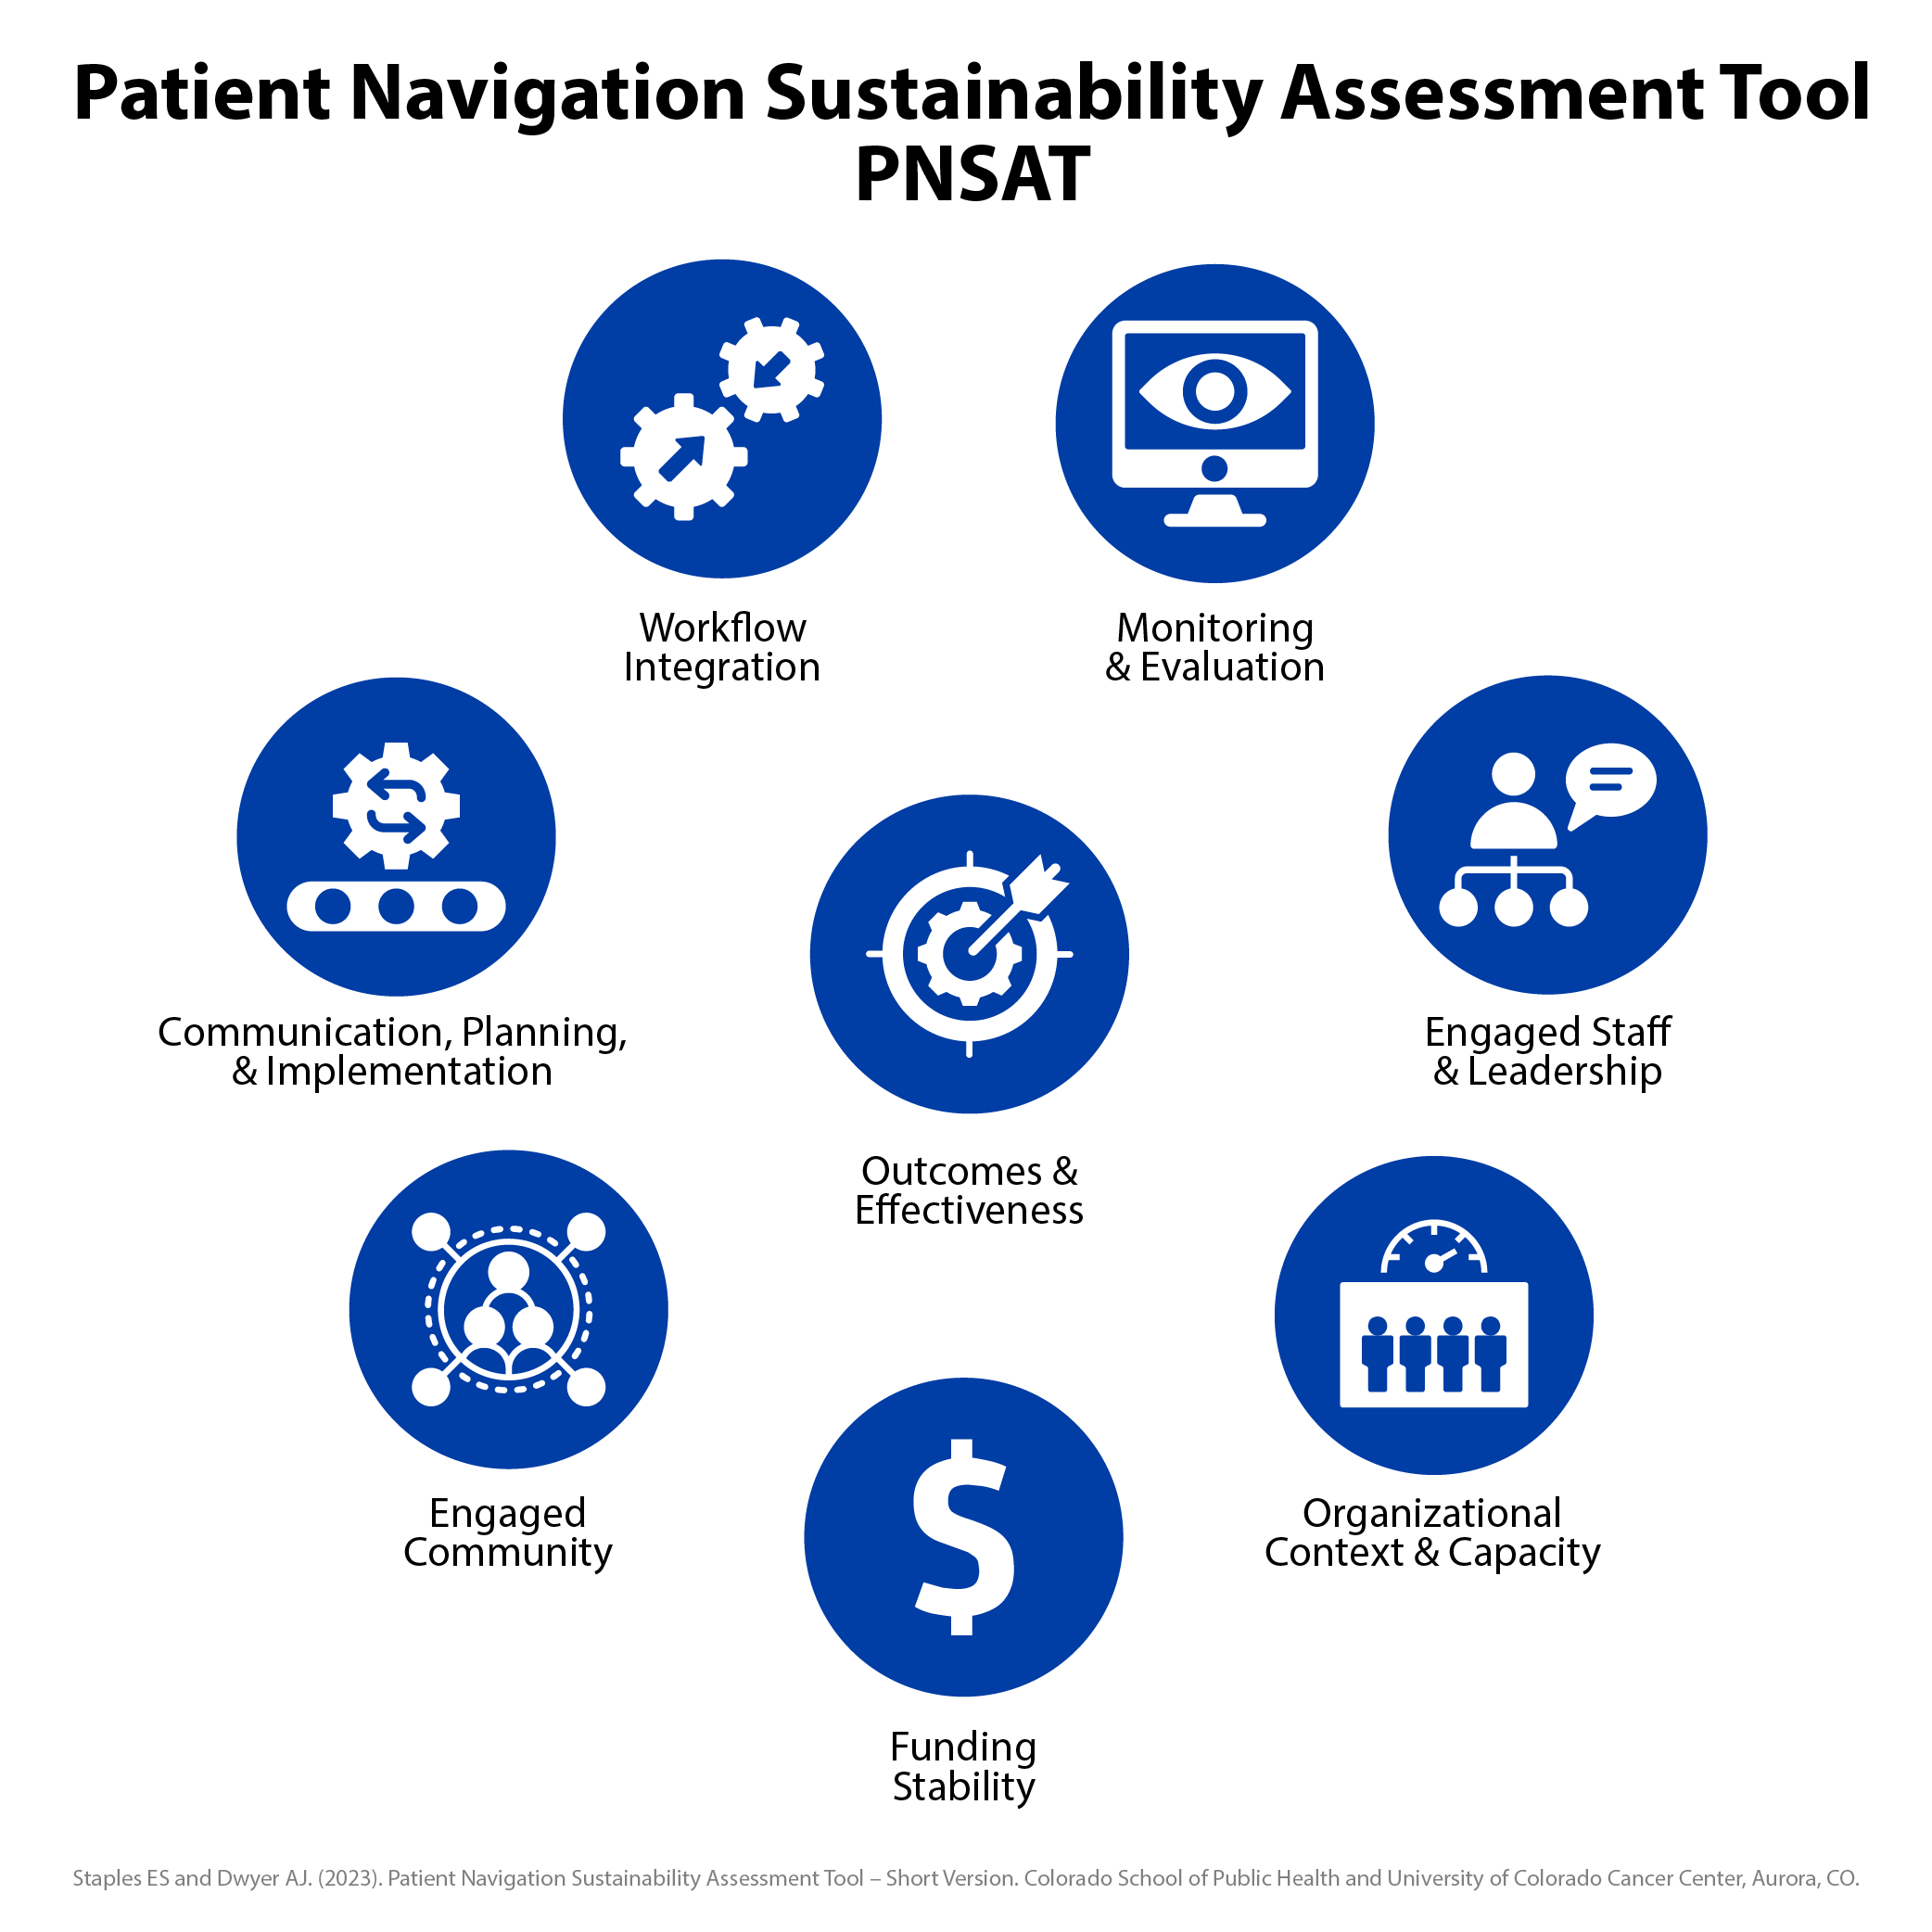 Patient Navigation Sustainability Assessment Tool
PNSAT
Workflow
Integration
Monitoring
& Evaluation
Communication, Planning,
& Implementation
Engaged Staff
& Leadership
Outcomes &
Effectiveness
Engaged
Community
Organizational
Context & Capacity
$
Funding
Stability
Staples ES and Dwyer AJ. (2023). Patient Navigation Sustainability Assessment Tool – Short Version. Colorado School of Public Health and University of Colorado Cancer Center, Aurora, CO.